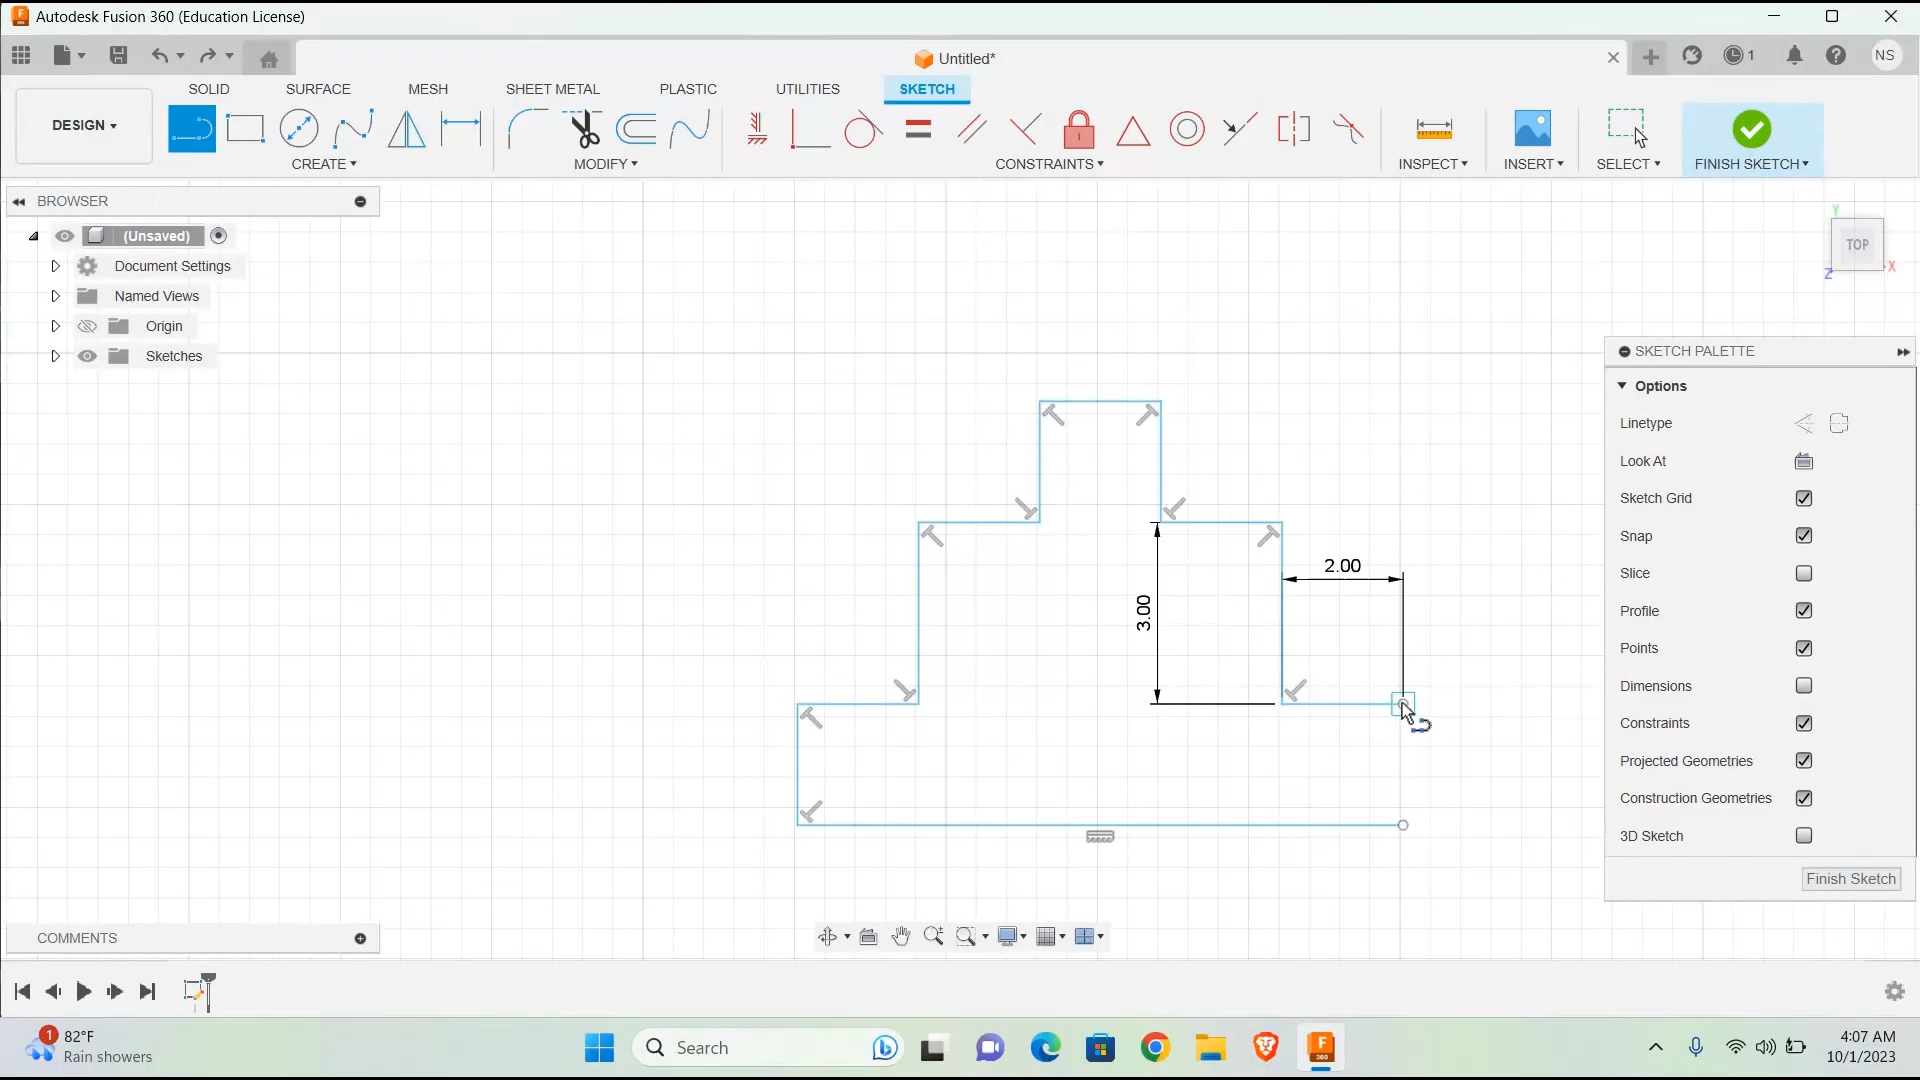 Autodesk Fusion 360 (Education License)
Untitled*
1
NS
SOLID SURFACE MESH SHEET METAL PLASTIC UTILITIES SKETCH
DESIGN
CREATE MODIFY CONSTRAINTS INSPECT INSERT SELECT FINISH SKETCH
BROWSER
(Unsaved)
Document Settings
Named Views
Origin
Sketches
Y
TOP
X
Z
SKETCH PALETTE
Options
Linetype
Look At
Sketch Grid
Snap
Slice
Profile
Points
Dimensions
Constraints
Projected Geometries
Construction Geometries
3D Sketch
Finish Sketch
2.00
3.00
COMMENTS
1
82°F
Rain showers
Search
F
360
4:07 AM
10/1/2023